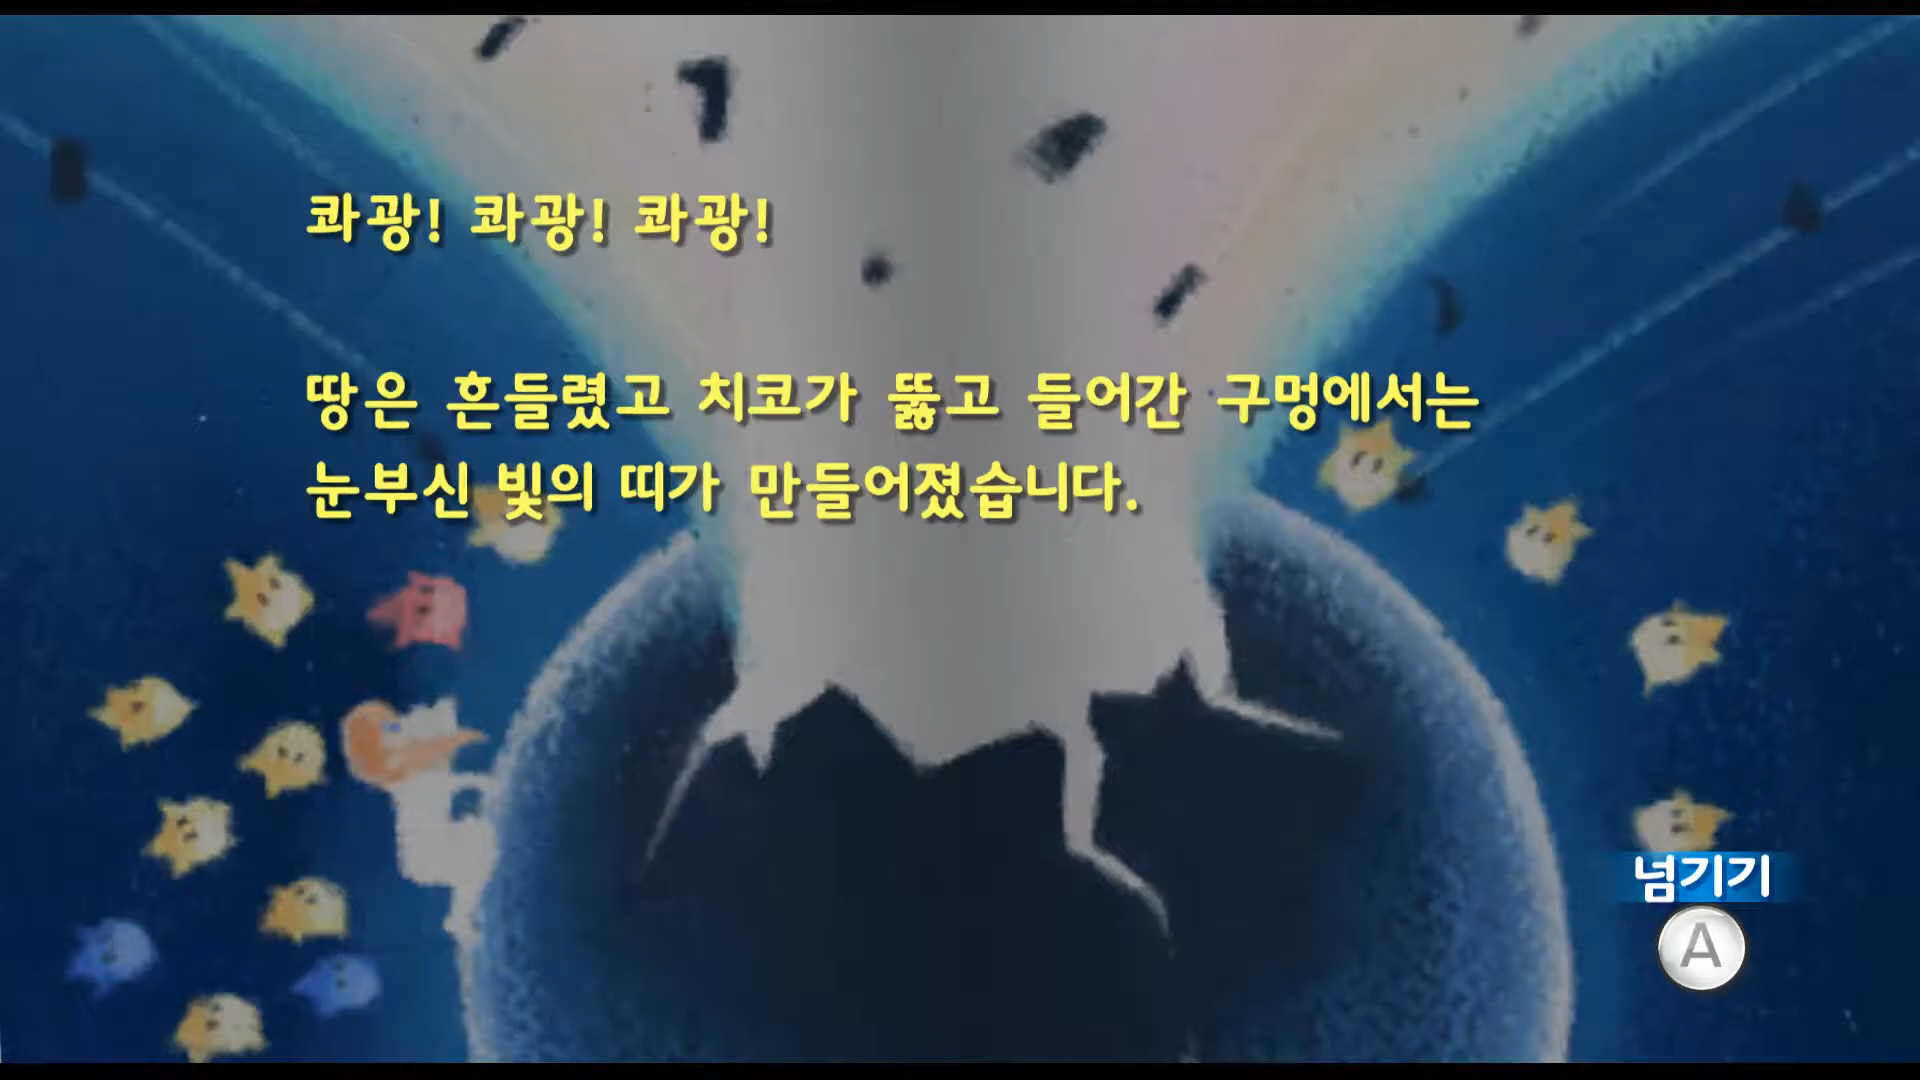 콰광! 콰광! 콰광!
땅은 흔들렸고 치코가 뚫고 들어간 구멍에서는
눈부신 빛의 띠가 만들어졌습니다.
넘기기
A